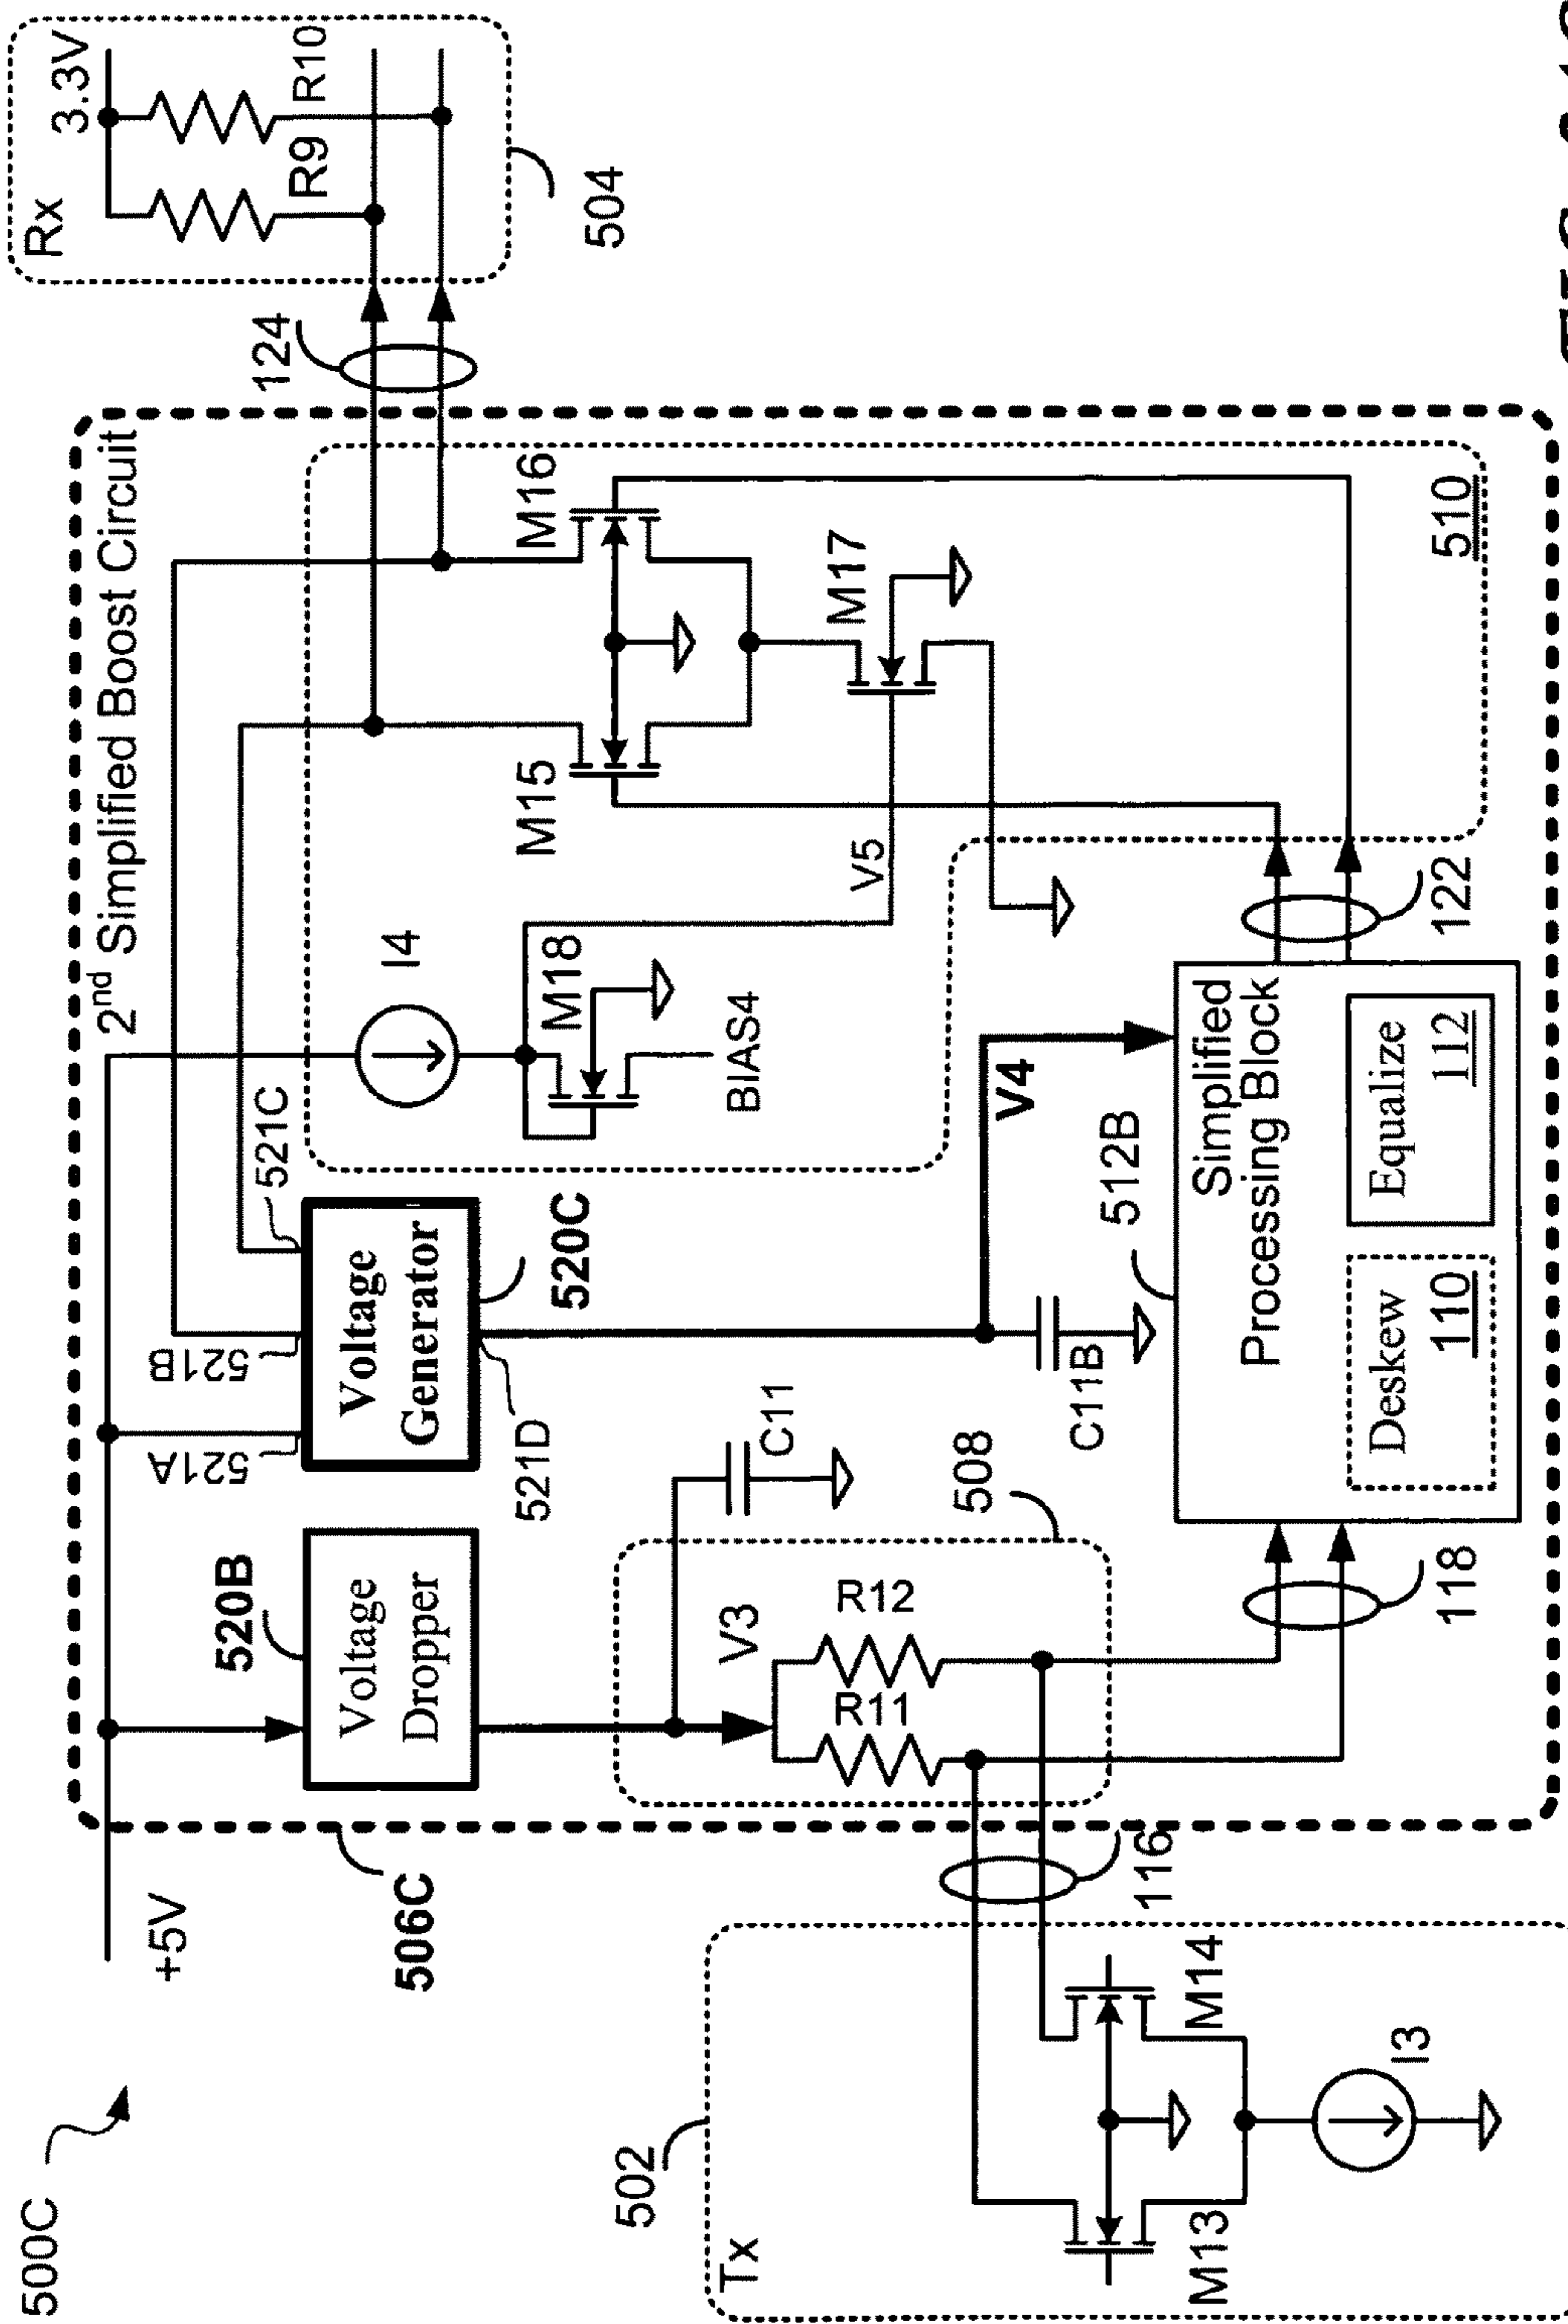 500C
+5V
506C
2nd Simplified Boost Circuit
520B
Voltage
Dropper
521A
521B
521C
Voltage
Generator
520C
521D
I4
M18
BIAS4
V5
M15
M16
M17
510
124
Rx
3.3V
R9
R10
504
C11
V3
R11
R12
508
C11B
V4
512B
Simplified
Processing Block
Deskew
110
Equalize
112
118
122
116
502
Tx
M13
M14
I3